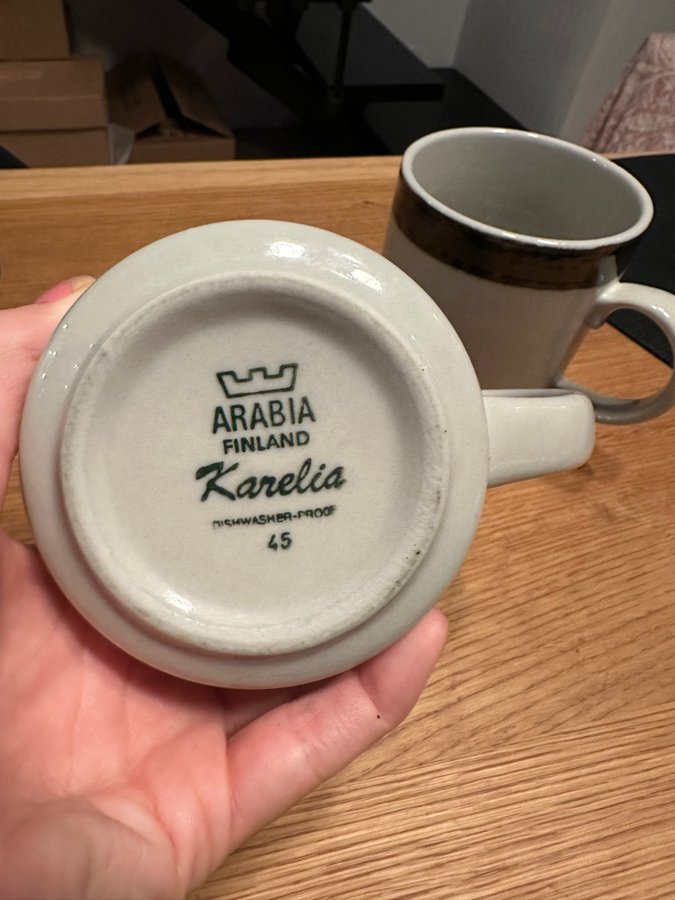 ARABIA
FINLAND
Karelia
DISHWASHER-PROOF
45